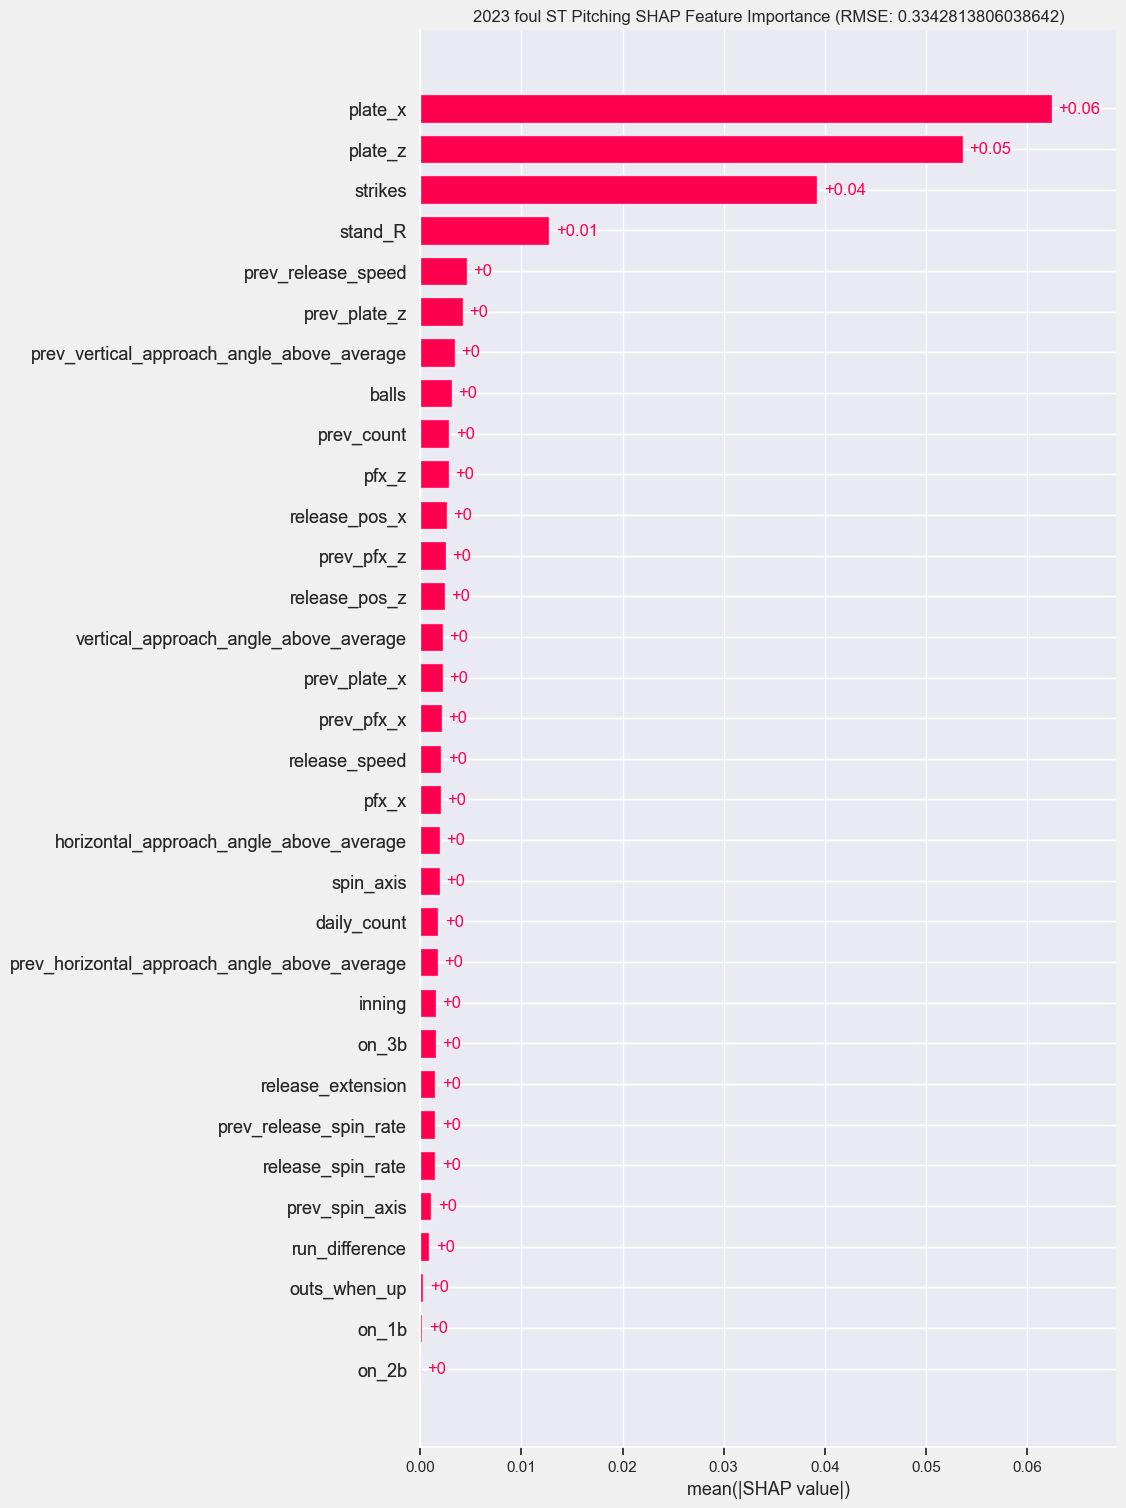 2023 foul ST Pitching SHAP Feature Importance (RMSE: 0.3342813806038642)
plate_x +0.06
plate_z +0.05
strikes +0.04
stand_R +0.01
prev_release_speed +0
prev_plate_z +0
prev_vertical_approach_angle_above_average +0
balls +0
prev_count +0
pfx_z +0
release_pos_x +0
prev_pfx_z +0
release_pos_z +0
vertical_approach_angle_above_average +0
prev_plate_x +0
prev_pfx_x +0
release_speed +0
pfx_x +0
horizontal_approach_angle_above_average +0
spin_axis +0
daily_count +0
prev_horizontal_approach_angle_above_average +0
inning +0
on_3b +0
release_extension +0
prev_release_spin_rate +0
release_spin_rate +0
prev_spin_axis +0
run_difference +0
outs_when_up +0
on_1b +0
on_2b +0
0.00 0.01 0.02 0.03 0.04 0.05 0.06
mean(|SHAP value|)